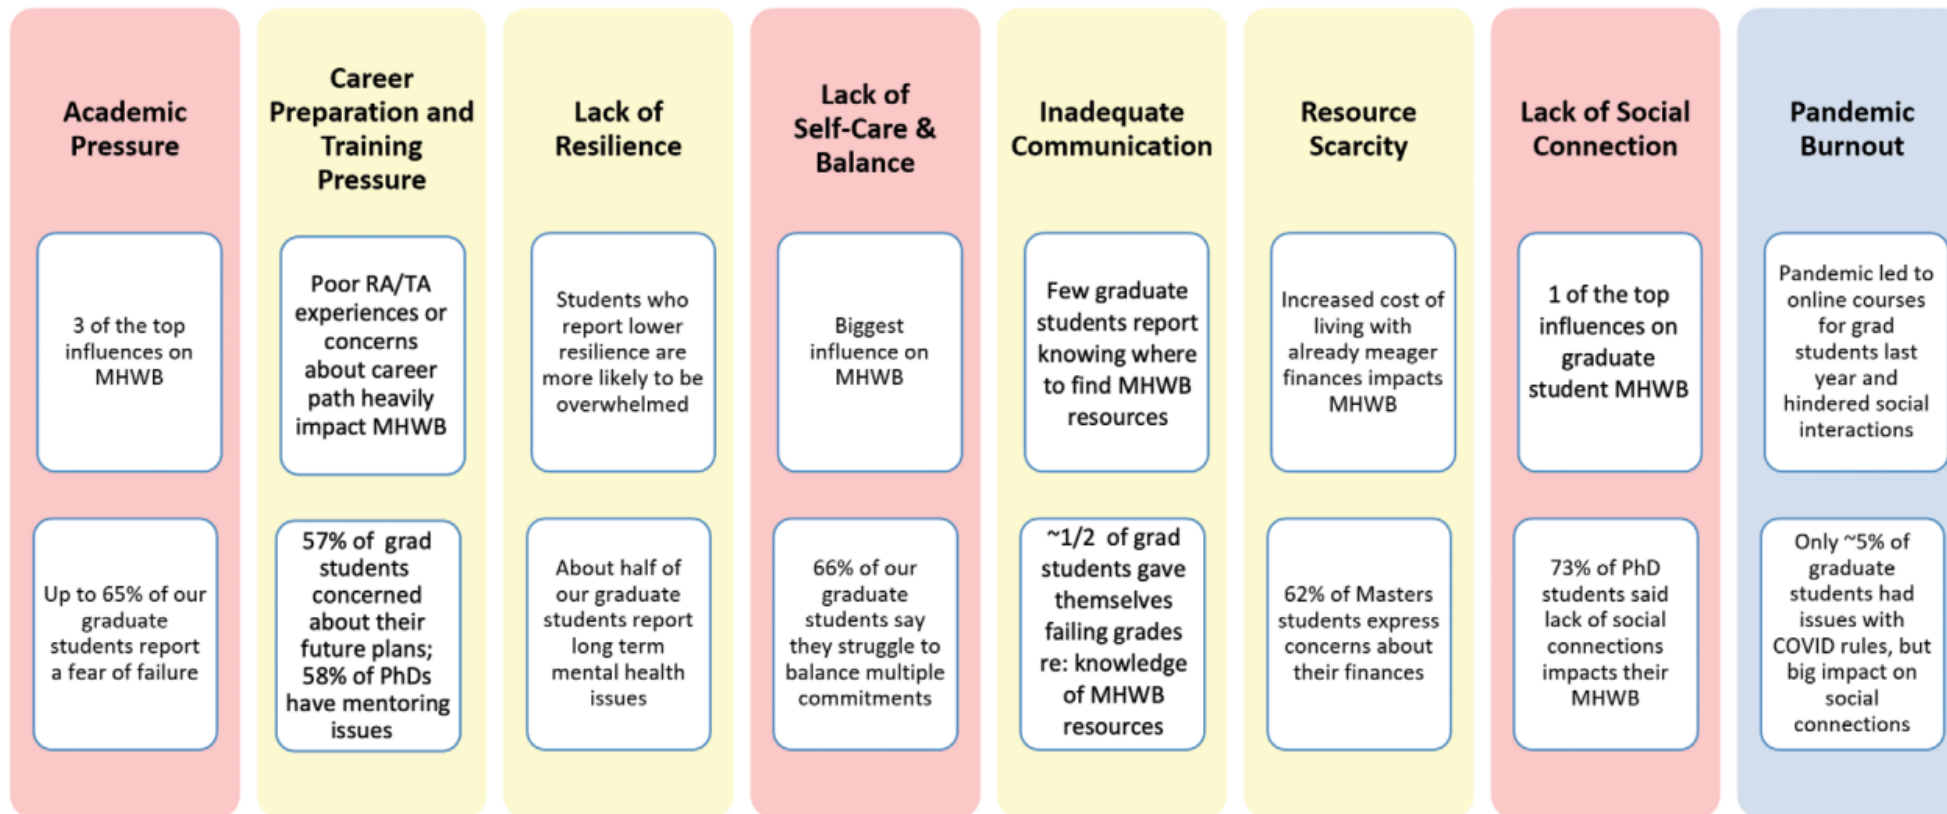 Academic
Pressure
3 of the top
influences on
MHWB
Up to 65% of our
graduate
students report
a fear of failure
Career
Preparation and
Training
Pressure
Poor RA/TA
experiences or
concerns
about career
path heavily
impact MHWB
57% of grad
students
concerned
about their
future plans;
58% of PhDs
have mentoring
issues
Lack of
Resilience
Students who
report lower
resilience are
more likely to be
overwhelmed
About half of
our graduate
students report
long term
mental health
issues
Lack of
Self-Care &
Balance
Biggest
influence on
MHWB
66% of our
graduate
students say
they struggle to
balance multiple
commitments
Inadequate
Communication
Few graduate
students report
knowing where
to find MHWB
resources
~1/2 of grad
students gave
themselves
failing grades
re: knowledge
of MHWB
resources
Resource
Scarcity
Increased cost of
living with
already meager
finances impacts
MHWB
62% of Masters
students express
concerns about
their finances
Lack of Social
Connection
1 of the top
influences on
graduate
student MHWB
73% of PhD
students said
lack of social
connections
impacts their
MHWB
Pandemic
Burnout
Pandemic led to
online courses
for grad
students last
year and
hindered social
interactions
Only ~5% of
graduate
students had
issues with
COVID rules, but
big impact on
social
connections